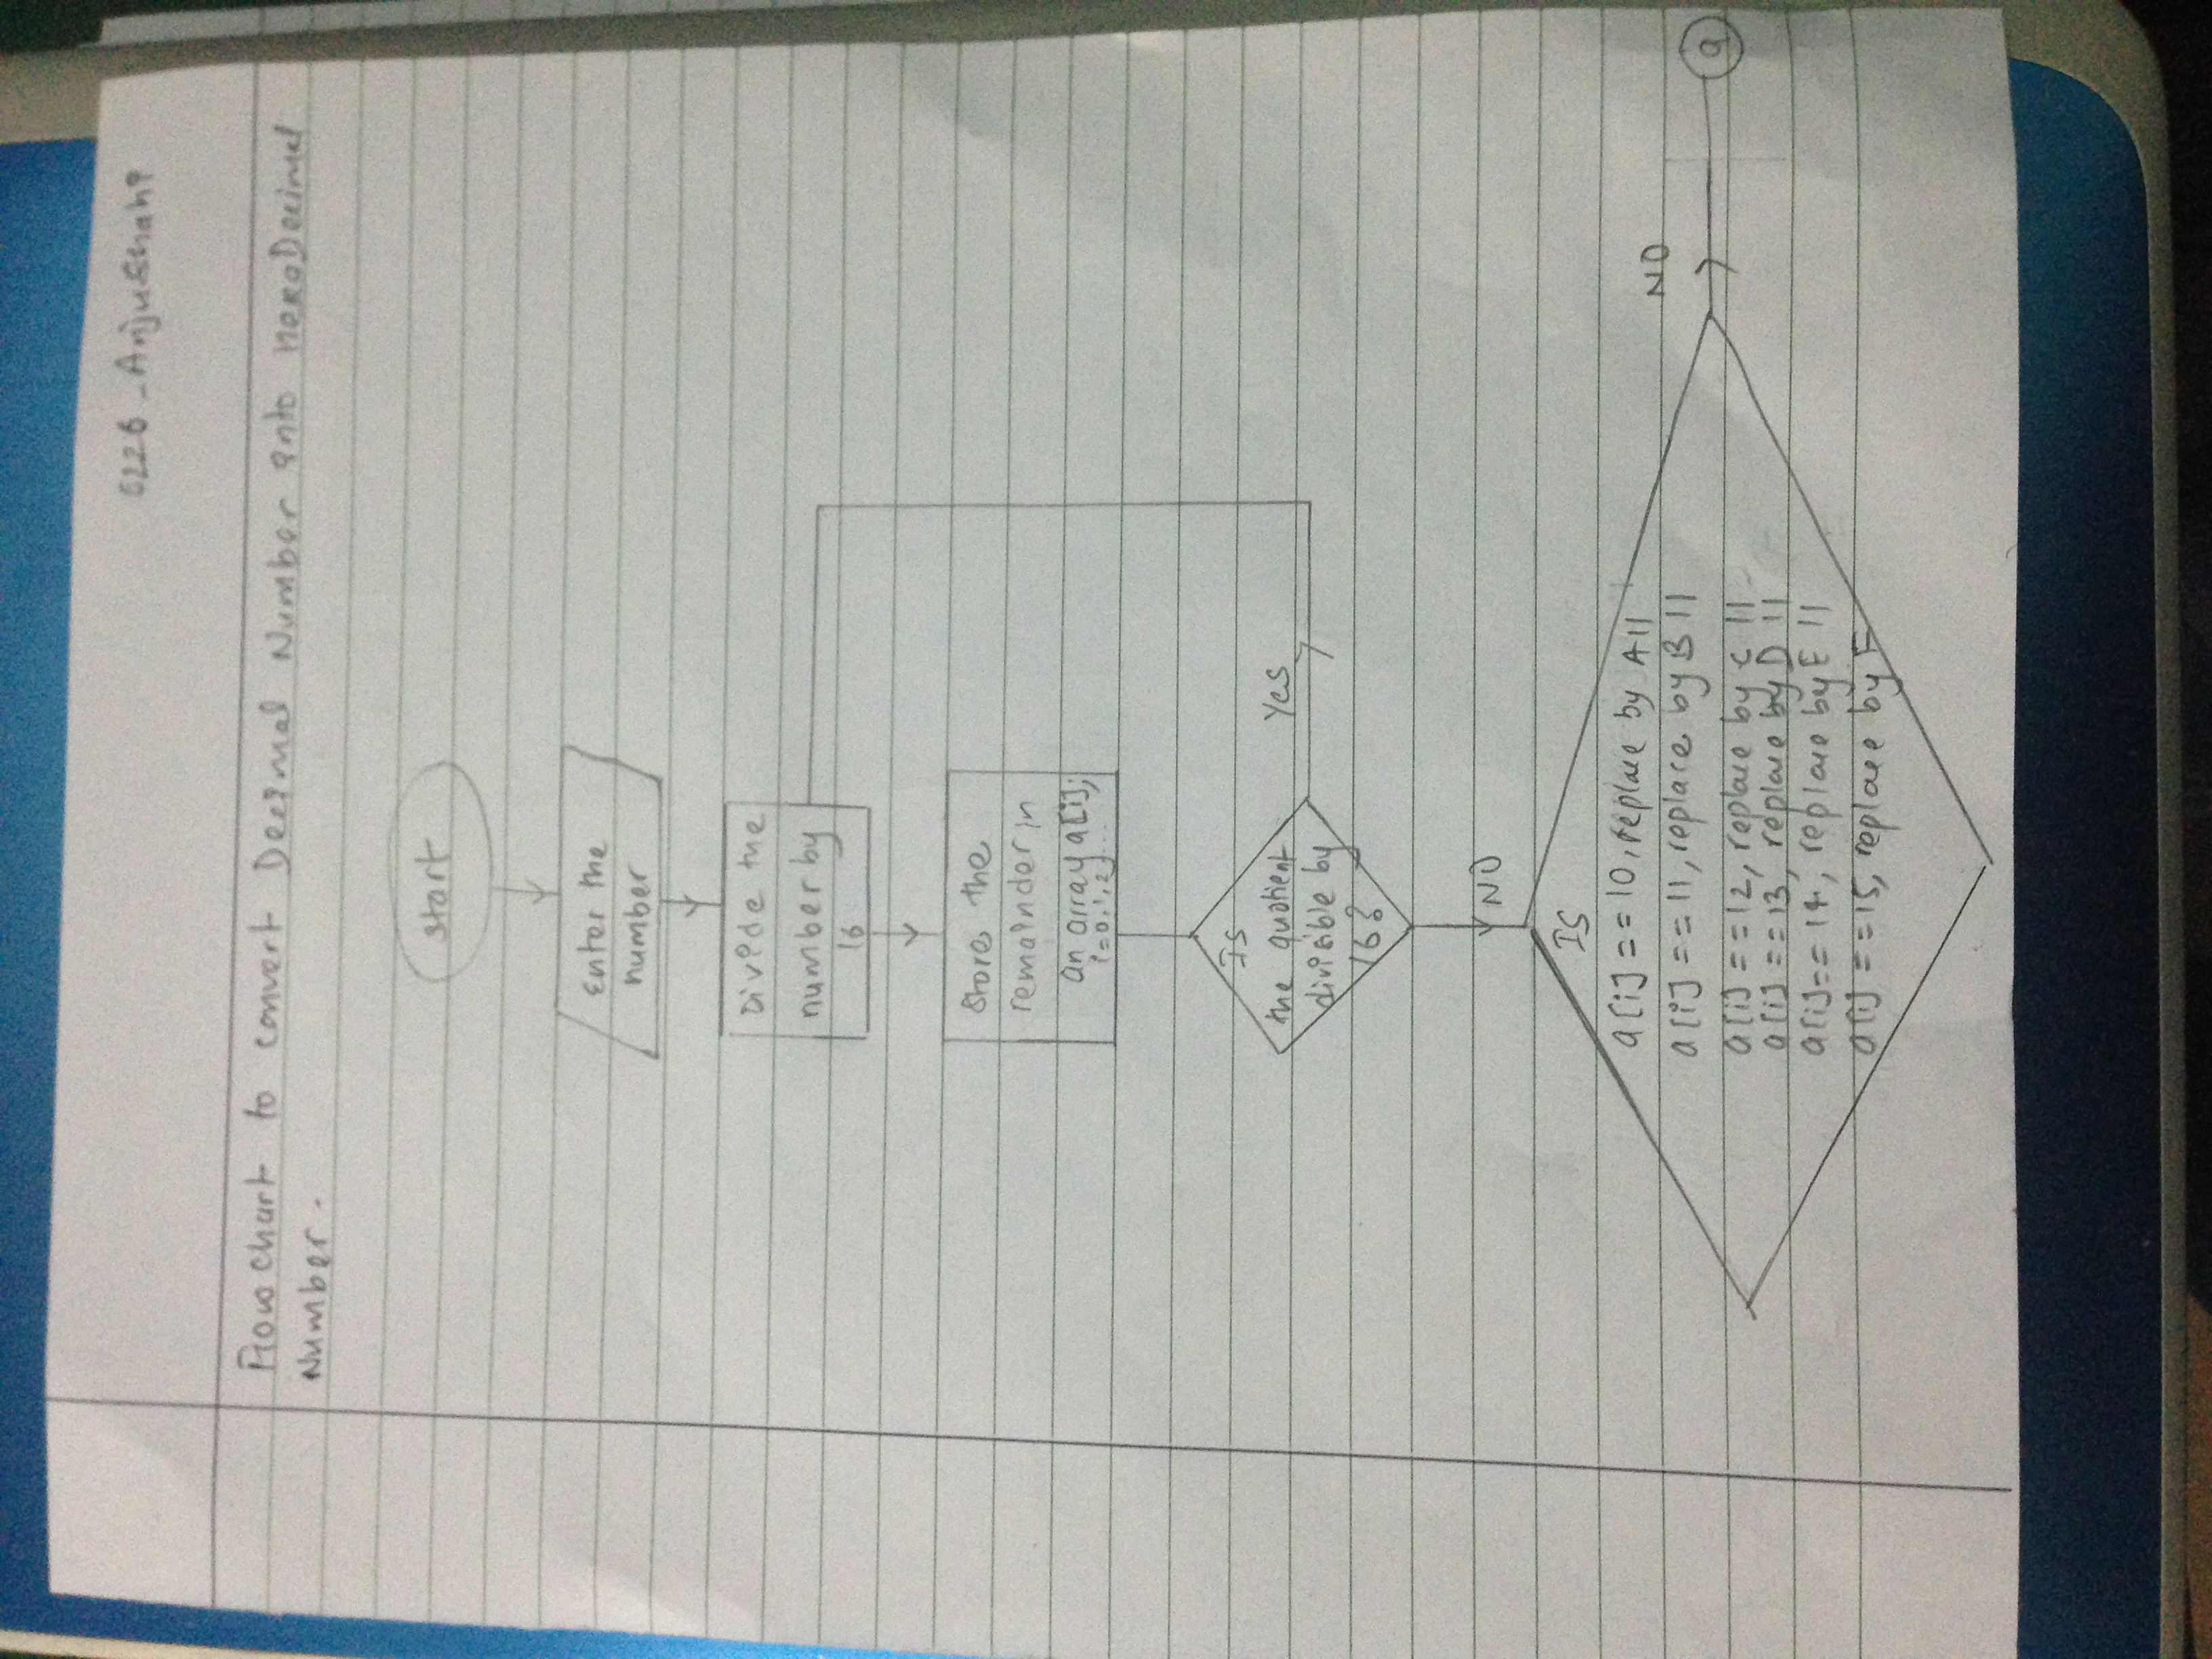 6226 - Anju Shahi
Flow chart to convert Decimal Number into HexaDecimal
Number.
start
Enter the
number
Divide the
number by
16
Store the
remainder in
an array a[i];
i=0,1,2,...
Is
the quotient
divisible by
16?
Yes
NO
IS
a[i] == 10, replace by A ||
a[i] == 11, replace by B ||
NO
a[i] == 12, replace by C ||
a
a[i] == 13, replace by D ||
a[i] == 14, replace by E ||
a[i] == 15, replace by F